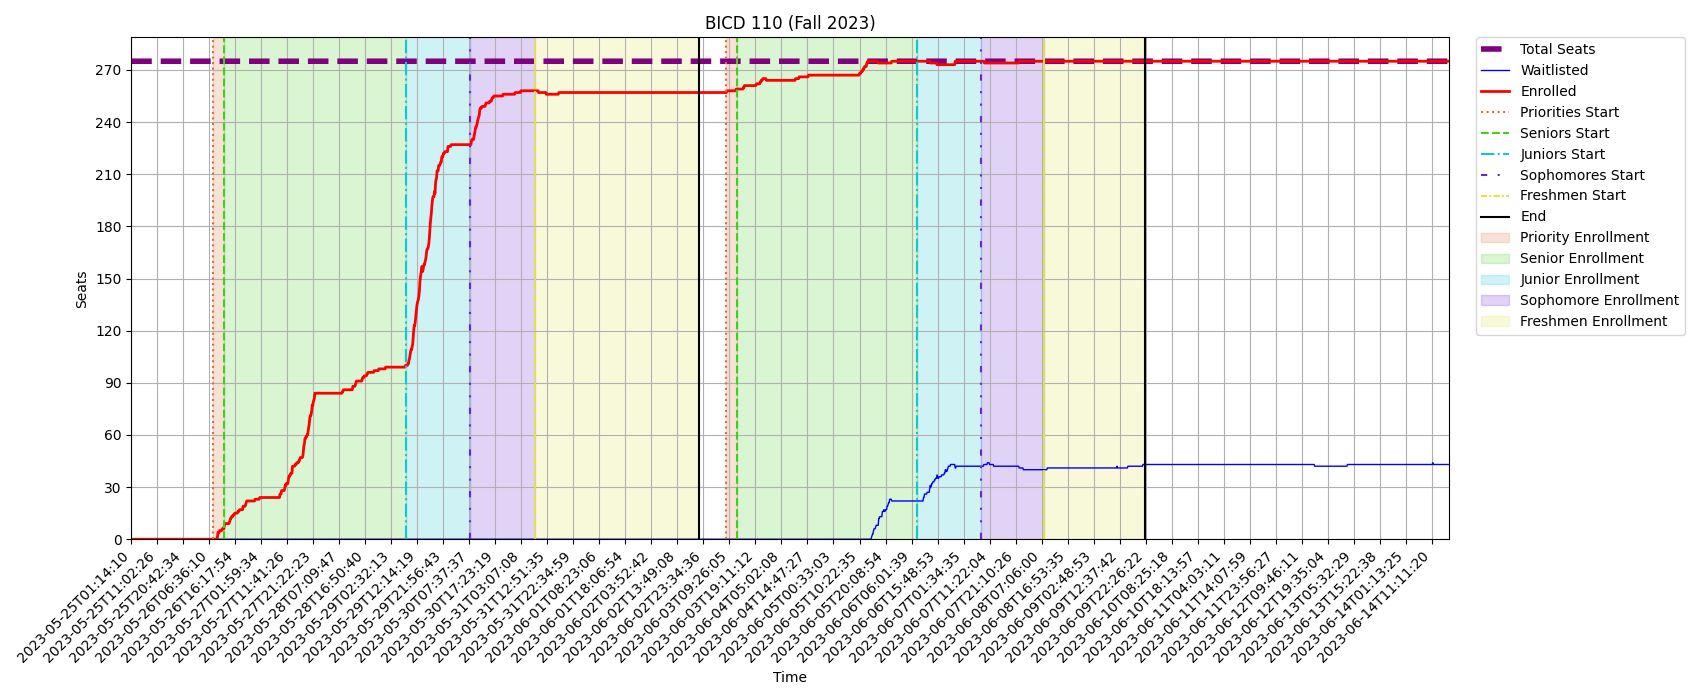 BICD 110 (Fall 2023)
Seats
270
240
210
180
150
120
90
60
30
0
2023-05-25T01:14:10
2023-05-25T11:02:26
2023-05-25T20:42:34
2023-05-26T06:36:10
2023-05-26T16:17:54
2023-05-27T01:59:34
2023-05-27T11:41:26
2023-05-27T21:22:23
2023-05-28T07:09:47
2023-05-28T16:50:40
2023-05-29T02:32:13
2023-05-29T12:14:19
2023-05-29T21:56:43
2023-05-30T07:37:37
2023-05-30T17:23:19
2023-05-31T03:07:08
2023-05-31T12:51:35
2023-05-31T22:34:59
2023-06-01T08:23:06
2023-06-01T18:06:54
2023-06-02T03:52:42
2023-06-02T13:49:08
2023-06-02T23:34:36
2023-06-03T09:26:05
2023-06-03T19:11:12
2023-06-04T05:02:08
2023-06-04T14:47:27
2023-06-05T00:33:03
2023-06-05T10:22:35
2023-06-05T20:08:54
2023-06-06T06:01:39
2023-06-06T15:48:53
2023-06-07T01:34:35
2023-06-07T11:22:04
2023-06-07T21:10:26
2023-06-08T07:06:00
2023-06-08T16:53:35
2023-06-09T02:48:53
2023-06-09T12:37:42
2023-06-09T22:26:22
2023-06-10T08:25:18
2023-06-10T18:13:57
2023-06-11T04:03:11
2023-06-11T14:07:59
2023-06-11T23:56:27
2023-06-12T09:46:11
2023-06-12T19:35:04
2023-06-13T05:32:29
2023-06-13T15:22:38
2023-06-14T01:13:25
2023-06-14T11:11:20
Time
Total Seats
Waitlisted
Enrolled
Priorities Start
Seniors Start
Juniors Start
Sophomores Start
Freshmen Start
End
Priority Enrollment
Senior Enrollment
Junior Enrollment
Sophomore Enrollment
Freshmen Enrollment